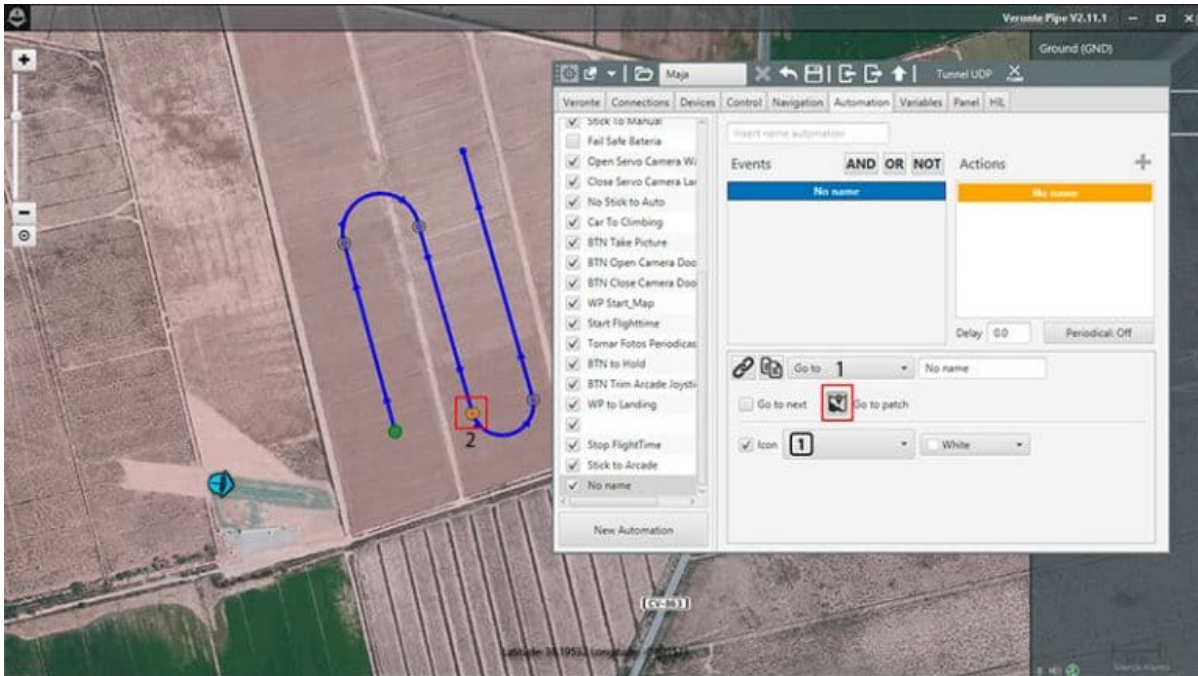 Veronte Pipe V2.11.1
Ground (GND)
Maja
Tunnel UDP
Veronte Connections Devices Control Navigation Automation Variables Panel HIL
Stick To Manual
Fail Safe Bateria
Open Servo Camera
Close Servo Camera
No Stick to Auto
Car To Climbing
BTN Take Picture
BTN Open Camera Doo
BTN Close Camera Doo
WP Start_Map
Start Flighttime
Tomar Fotos Periodicas
BTN to Hold
BTN Trim Arcade Joysti
WP to Landing
Stop FlightTime
Stick to Arcade
No name
New Automation
Insert name automation
Events AND OR NOT Actions
No name
No name
Delay 0.0 Periodical: Off
Go to 1 No name
Go to next Go to patch
Icon 1 White
2
[CV-863]